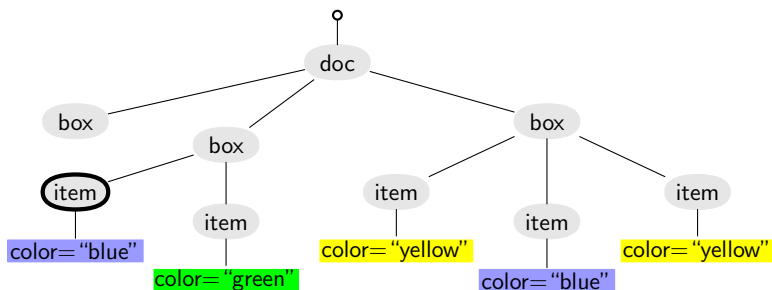 doc
box
box
box
item
item
item
item
item
color=“blue”
color=“green”
color=“yellow”
color=“blue”
color=“yellow”